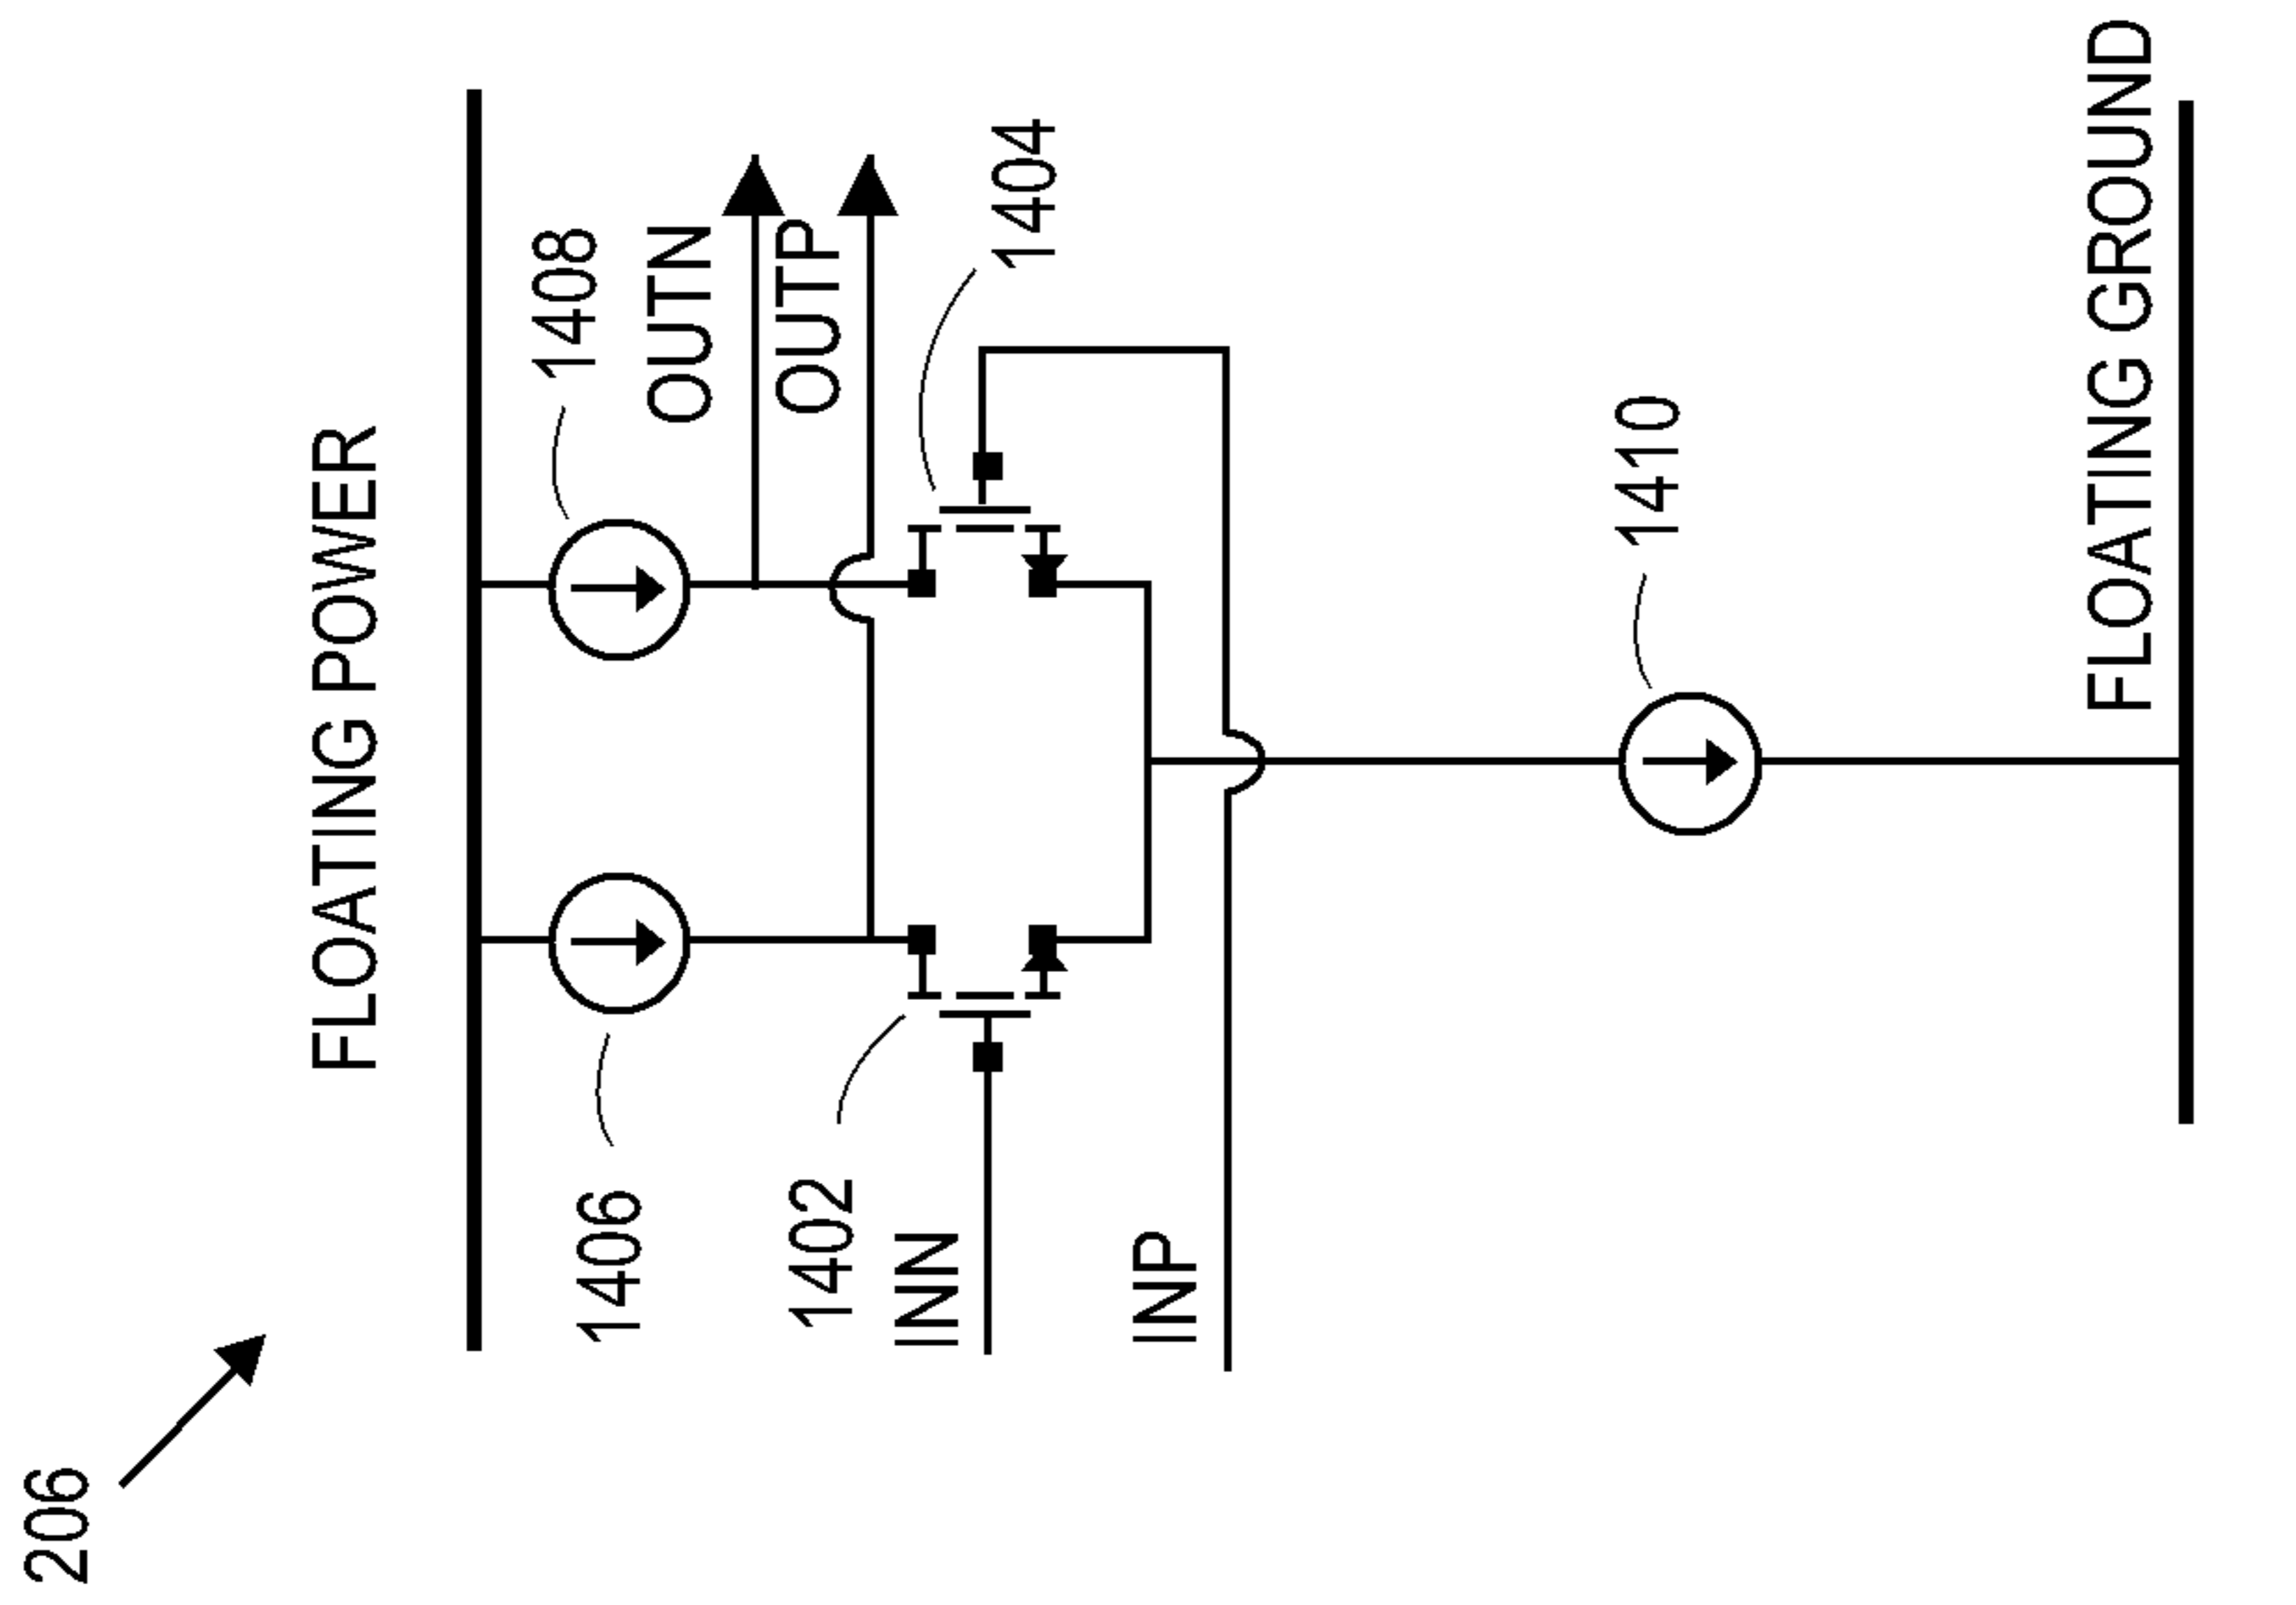 206
FLOATING POWER
1406
1408
OUTN
OUTP
1402
1404
INN
INP
1410
FLOATING GROUND